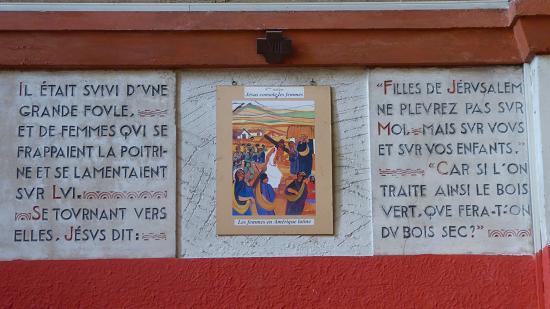 VIII
IL ÉTAIT SVIVI D'VNE
GRANDE FOVLE,
ET DE FEMMES QVI SE
FRAPPAIENT LA POITRI-
NE ET SE LAMENTAIENT
SVR LVI.
SE TOVRNANT VERS
ELLES, JÉSVS DIT:
Jésus console les femmes
Les femmes en Amérique latine
"FILLES DE JÉRVSALEM
NE PLEVREZ PAS SVR
MOI, MAIS SVR VOVS
ET SVR VOS ENFANTS."
"CAR SI L'ON
TRAITE AINSI LE BOIS
VERT, QVE FERA-T-ON
DV BOIS SEC?"